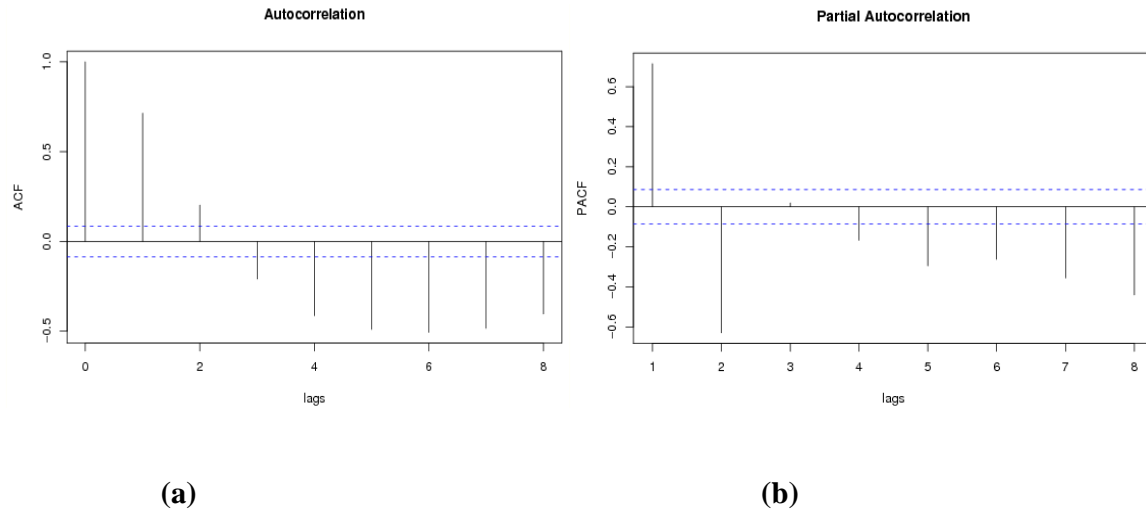 Autocorrelation
ACF
1.0
0.5
0.0
−0.5
0 2 4 6 8
lags
(a)
Partial Autocorrelation
PACF
0.6
0.4
0.2
0.0
−0.2
−0.4
−0.6
1 2 3 4 5 6 7 8
lags
(b)